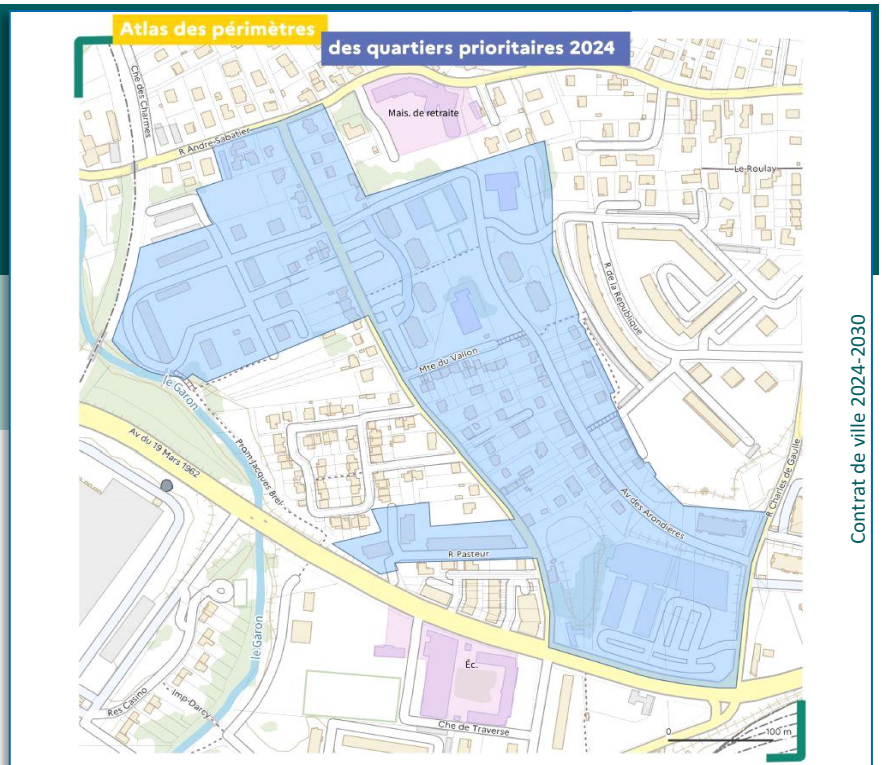 Atlas des périmètres
des quartiers prioritaires 2024
Che des Charmes
R André Sabatier
Mais. de retraite
Le Roulay
R de la République
Mte du Vallon
le Garon
Av du 19 Mars 1962
Prom Jacques Brel
R Charles de Gaulle
Av des Arondières
R Pasteur
le Garon
Éc.
Res Casino
Imp Darcy
Che de Traverse
0 100 m
Contrat de ville 2024-2030